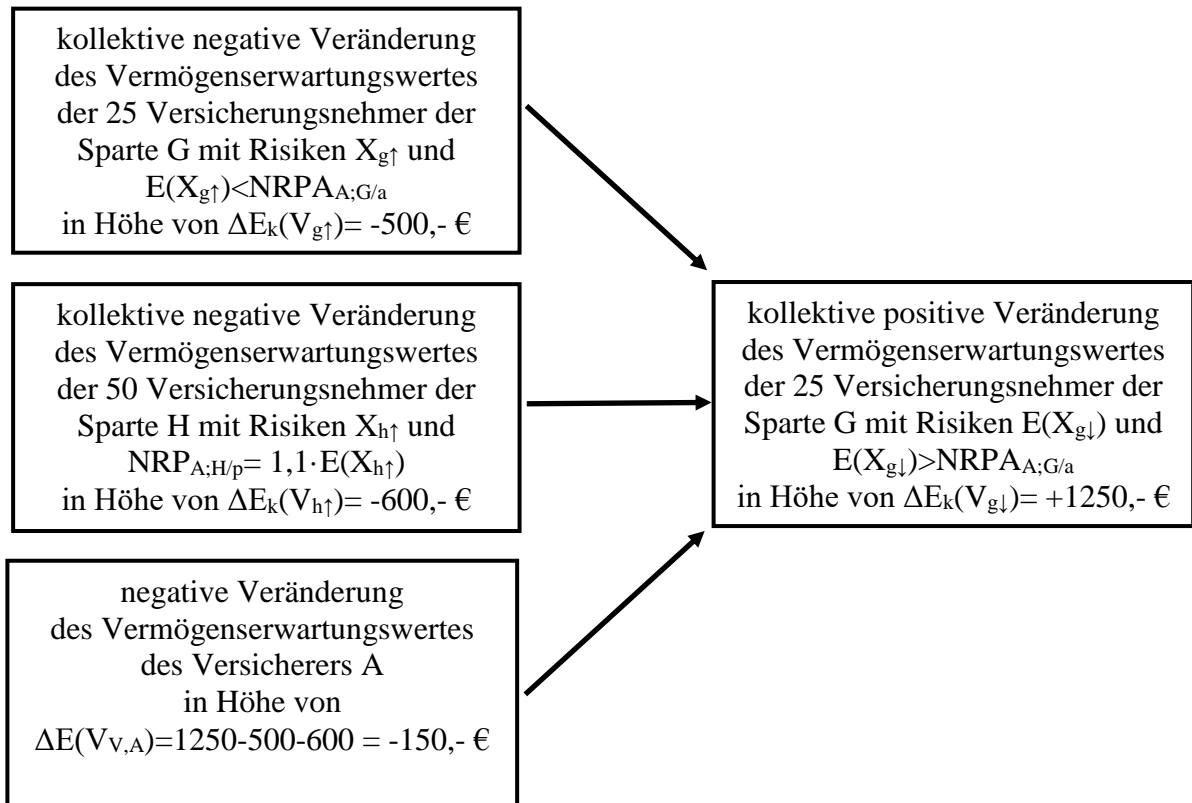 kollektive negative Veränderung
des Vermögenserwartungswertes
der 25 Versicherungsnehmer der
Sparte G mit Risiken Xg↑ und
E(Xg↑)<NRPAA;G/a
in Höhe von ΔEk(Vg↑)= -500,- €
kollektive negative Veränderung
des Vermögenserwartungswertes
der 50 Versicherungsnehmer der
Sparte H mit Risiken Xh↑ und
NRPA;H/p= 1,1·E(Xh↑)
in Höhe von ΔEk(Vh↑)= -600,- €
negative Veränderung
des Vermögenserwartungswertes
des Versicherers A
in Höhe von
ΔE(VV,A)=1250-500-600 = -150,- €
kollektive positive Veränderung
des Vermögenserwartungswertes
der 25 Versicherungsnehmer der
Sparte G mit Risiken E(Xg↓) und
E(Xg↓)>NRPAA;G/a
in Höhe von ΔEk(Vg↓)= +1250,- €